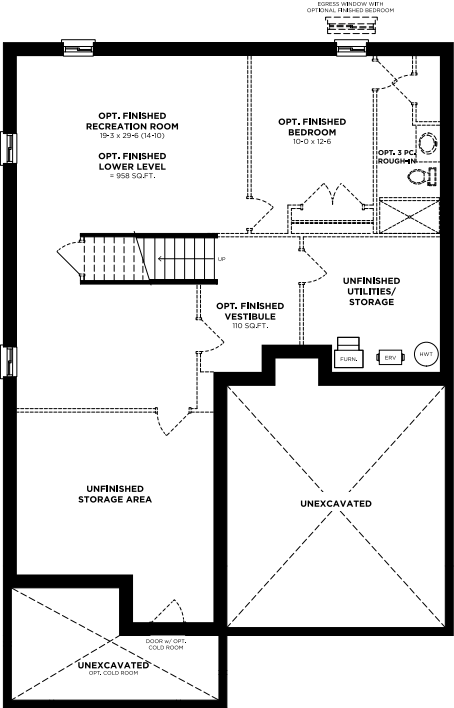 EGRESS WINDOW WITH
OPTIONAL FINISHED BEDROOM
OPT. FINISHED
RECREATION ROOM
19-3 x 29-6 (14-10)
OPT. FINISHED
LOWER LEVEL
= 958 SQ.FT.
OPT. FINISHED
BEDROOM
10-0 x 12-6
OPT. 3 PC.
ROUGH-IN
UP
OPT. FINISHED
VESTIBULE
110 SQ.FT.
UNFINISHED
UTILITIES/
STORAGE
FURN.
ERV
HWT
UNFINISHED
STORAGE AREA
UNEXCAVATED
DOOR w/ OPT.
COLD ROOM
UNEXCAVATED
OPT. COLD ROOM